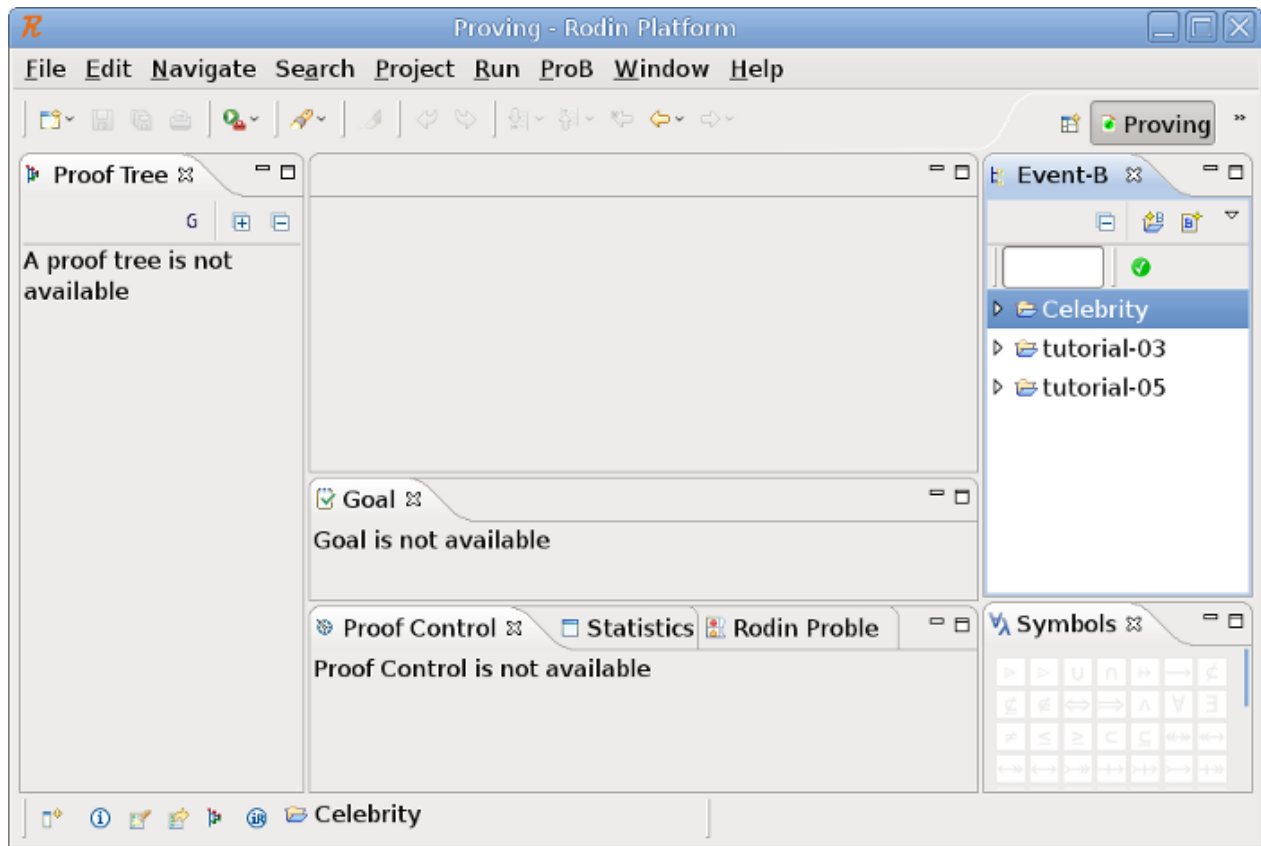 Proving - Rodin Platform
File Edit Navigate Search Project Run ProB Window Help
Proving
Proof Tree
G
A proof tree is not
available
Goal
Goal is not available
Proof Control Statistics Rodin Proble
Proof Control is not available
Event-B
Celebrity
tutorial-03
tutorial-05
Symbols
Celebrity